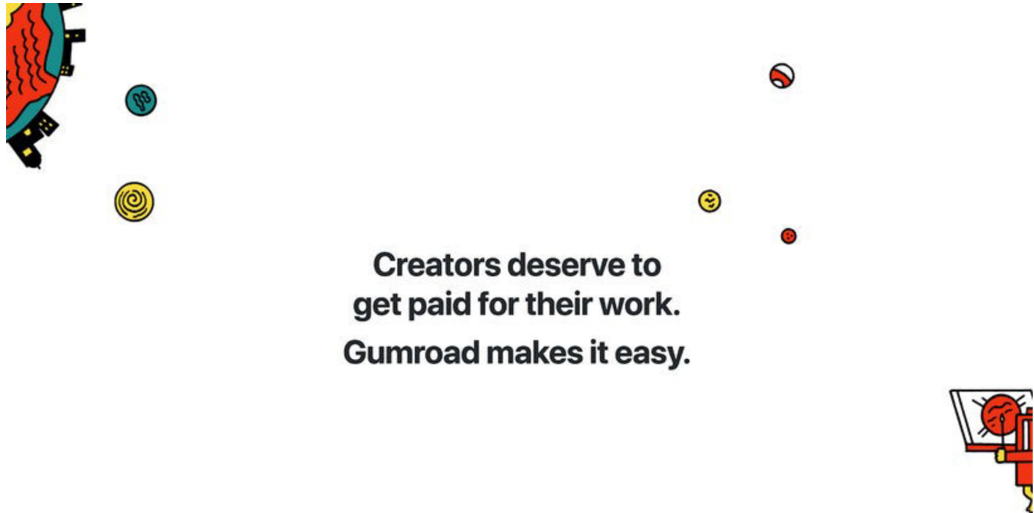 Creators deserve to
get paid for their work.
Gumroad makes it easy.